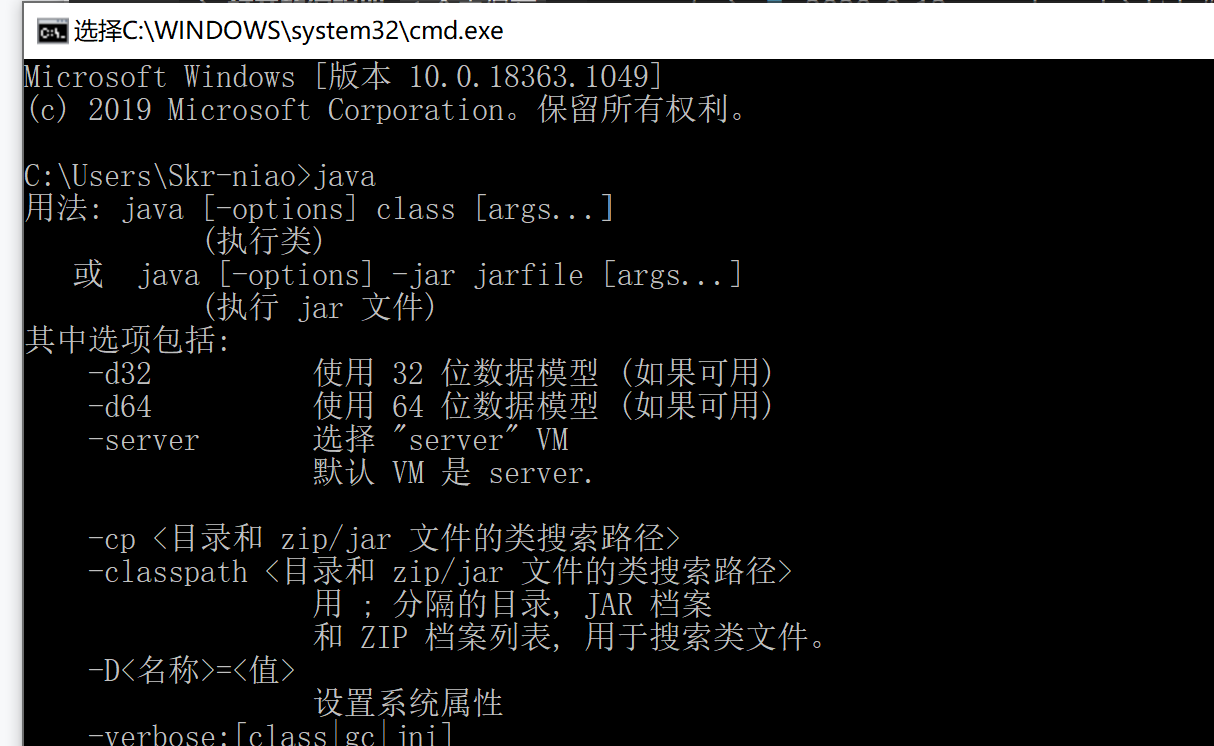 选择C:\WINDOWS\system32\cmd.exe
Microsoft Windows [版本 10.0.18363.1049]
(c) 2019 Microsoft Corporation。保留所有权利。
C:\Users\Skr-niao>java
用法: java [-options] class [args...]
(执行类)
或 java [-options] -jar jarfile [args...]
(执行 jar 文件)
其中选项包括:
-d32 使用 32 位数据模型 (如果可用)
-d64 使用 64 位数据模型 (如果可用)
-server 选择 "server" VM
默认 VM 是 server.
-cp <目录和 zip/jar 文件的类搜索路径>
-classpath <目录和 zip/jar 文件的类搜索路径>
用 ; 分隔的目录, JAR 档案
和 ZIP 档案列表, 用于搜索类文件。
-D<名称>=<值>
设置系统属性
-verbose:[class|gc|jni]